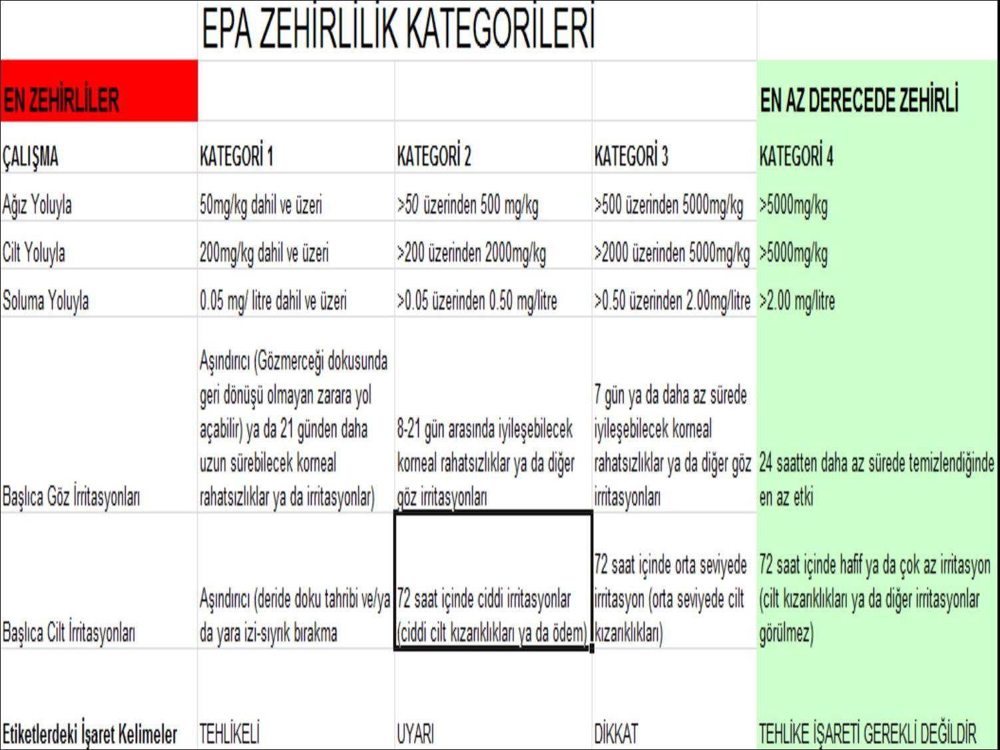 EPA ZEHİRLİLİK KATEGORİLERİ
EN ZEHİRLİLER
EN AZ DERECEDE ZEHİRLİ
ÇALIŞMA
KATEGORİ 1
KATEGORİ 2
KATEGORİ 3
KATEGORİ 4
Ağız Yoluyla
50mg/kg dahil ve üzeri
>50 üzerinden 500 mg/kg
>500 üzerinden 5000mg/kg
>5000mg/kg
Cilt Yoluyla
200mg/kg dahil ve üzeri
>200 üzerinden 2000mg/kg
>2000 üzerinden 5000mg/kg
>5000mg/kg
Soluma Yoluyla
0.05 mg/ litre dahil ve üzeri
>0.05 üzerinden 0.50 mg/litre
>0.50 üzerinden 2.00mg/litre
>2.00 mg/litre
Başlıca Göz İrritasyonları
Aşındırıcı (Gözmerceği dokusunda
geri dönüşü olmayan zarara yol
açabilir) ya da 21 günden daha
uzun sürebilecek korneal
rahatsızlıklar ya da irritasyonlar)
8-21 gün arasında iyileşebilecek
korneal rahatsızlıklar ya da diğer
göz irritasyonları
7 gün ya da daha az sürede
iyileşebilecek korneal
rahatsızlıklar ya da diğer göz
irritasyonları
24 saatten daha az sürede temizlendiğinde
en az etki
Başlıca Cilt İrritasyonları
Aşındırıcı (deride doku tahribi ve/ya
da yara izi-sıyrık bırakma
72 saat içinde ciddi irritasyonlar
(ciddi cilt kızarıklıkları ya da ödem)
72 saat içinde orta seviyede
irritasyon (orta seviyede cilt
kızarıklıkları)
72 saat içinde hafif ya da çok az irritasyon
(cilt kızarıklıkları ya da diğer irritasyonlar
görülmez)
Etiketlerdeki İşaret Kelimeler
TEHLİKELİ
UYARI
DİKKAT
TEHLİKE İŞARETİ GEREKLİ DEĞİLDİR